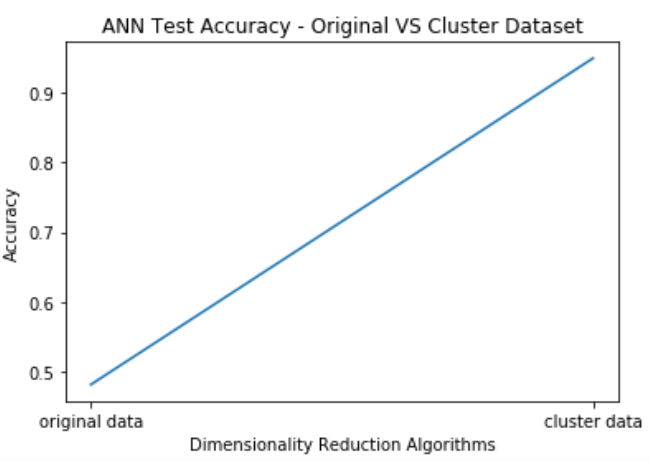 ANN Test Accuracy - Original VS Cluster Dataset
Accuracy
0.9
0.8
0.7
0.6
0.5
original data
cluster data
Dimensionality Reduction Algorithms